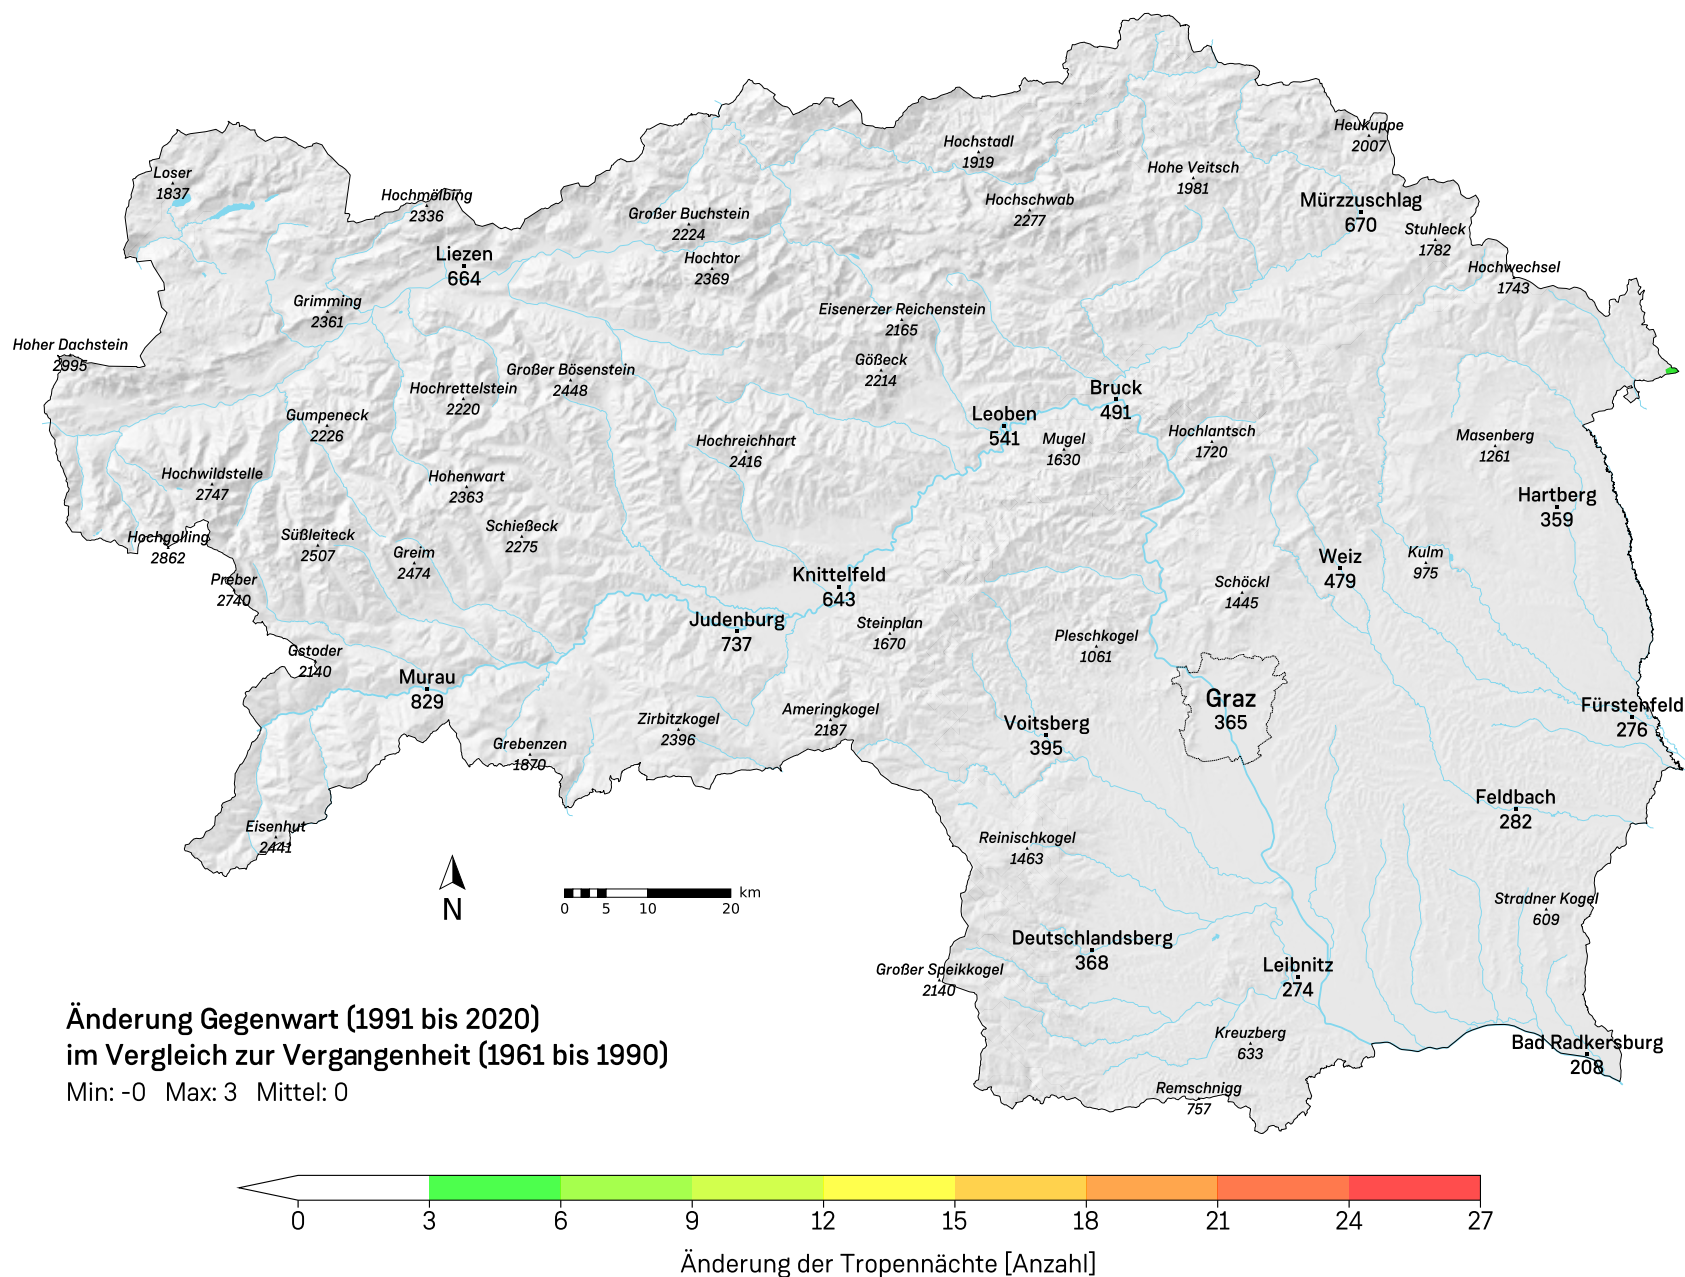 Heukuppe
2007
Hochstadl
1919
Hohe Veitsch
1981
Loser
1837
Hochmölbing
2336
Hochschwab
2277
Mürzzuschlag
670
Großer Buchstein
2224
Stuhleck
1782
Liezen
664
Hochtor
2369
Hochwechsel
1743
Grimming
2361
Eisenerzer Reichenstein
2165
Hoher Dachstein
2995
Gößeck
2214
Großer Bösenstein
2448
Hochrettelstein
2220
Bruck
491
Gumpeneck
2226
Leoben
541
Mugel
1630
Hochlantsch
1720
Masenberg
1261
Hochreichhart
2416
Hochwildstelle
2747
Hohenwart
2363
Hartberg
359
Hochgolling
2862
Süßleiteck
2507
Schießeck
2275
Greim
2474
Weiz
479
Kulm
975
Preber
2740
Knittelfeld
643
Schöckl
1445
Judenburg
737
Steinplan
1670
Pleschkogel
1061
Gstoder
2140
Murau
829
Graz
365
Fürstenfeld
276
Zirbitzkogel
2396
Ameringkogel
2187
Voitsberg
395
Grebenzen
1870
Feldbach
282
Eisenhut
2441
Reinischkogel
1463
N
km
0 5 10 20
Stradner Kogel
609
Deutschlandsberg
368
Großer Speikkogel
2140
Leibnitz
274
Kreuzberg
633
Bad Radkersburg
208
Remschnigg
757
Änderung Gegenwart (1991 bis 2020)
im Vergleich zur Vergangenheit (1961 bis 1990)
Min: -0 Max: 3 Mittel: 0
0 3 6 9 12 15 18 21 24 27
Änderung der Tropennächte [Anzahl]